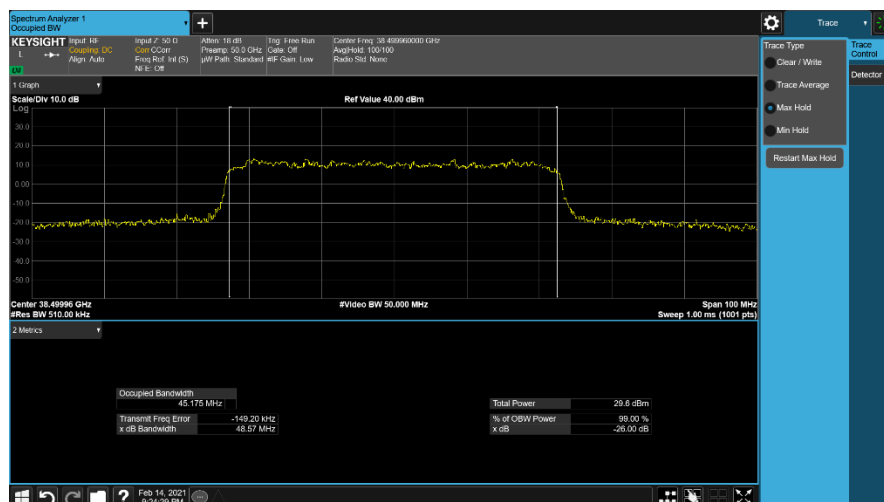 Spectrum Analyzer 1
Occupied BW
+
Trace
KEYSIGHT Input: RF
Coupling: DC
Align: Auto
L
Input Z: 50 Ω
Corr CCorr
Freq Ref: Int (S)
NFE: Off
Atten: 18 dB
Preamp: 50.0 GHz
µW Path: Standard
Trig: Free Run
Gate: Off
#IF Gain: Low
Center Freq: 38.499960000 GHz
Avg|Hold: 100/100
Radio Std: None
1 Graph
Scale/Div 10.0 dB
Ref Value 40.00 dBm
Log
30.0
20.0
10.0
0.00
-10.0
-20.0
-30.0
-40.0
-50.0
Center 38.49996 GHz
#Video BW 50.000 MHz
Span 100 MHz
#Res BW 510.00 kHz
Sweep 1.00 ms (1001 pts)
2 Metrics
Occupied Bandwidth
45.175 MHz
Total Power 29.6 dBm
Transmit Freq Error -149.20 kHz
% of OBW Power 99.00 %
x dB Bandwidth 48.57 MHz
x dB -26.00 dB
Trace Type
Clear / Write
Trace Average
Max Hold
Min Hold
Restart Max Hold
Trace
Control
Detector
?
Feb 14, 2021
9:24:29 PM